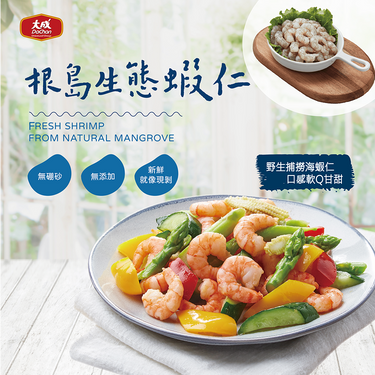 大成
DaChan
根島生態蝦仁
FRESH SHRIMP
FROM NATURAL MANGROVE
無硼砂
無添加
新鮮
就像現剝
野生捕撈海蝦仁
口感軟Q甘甜